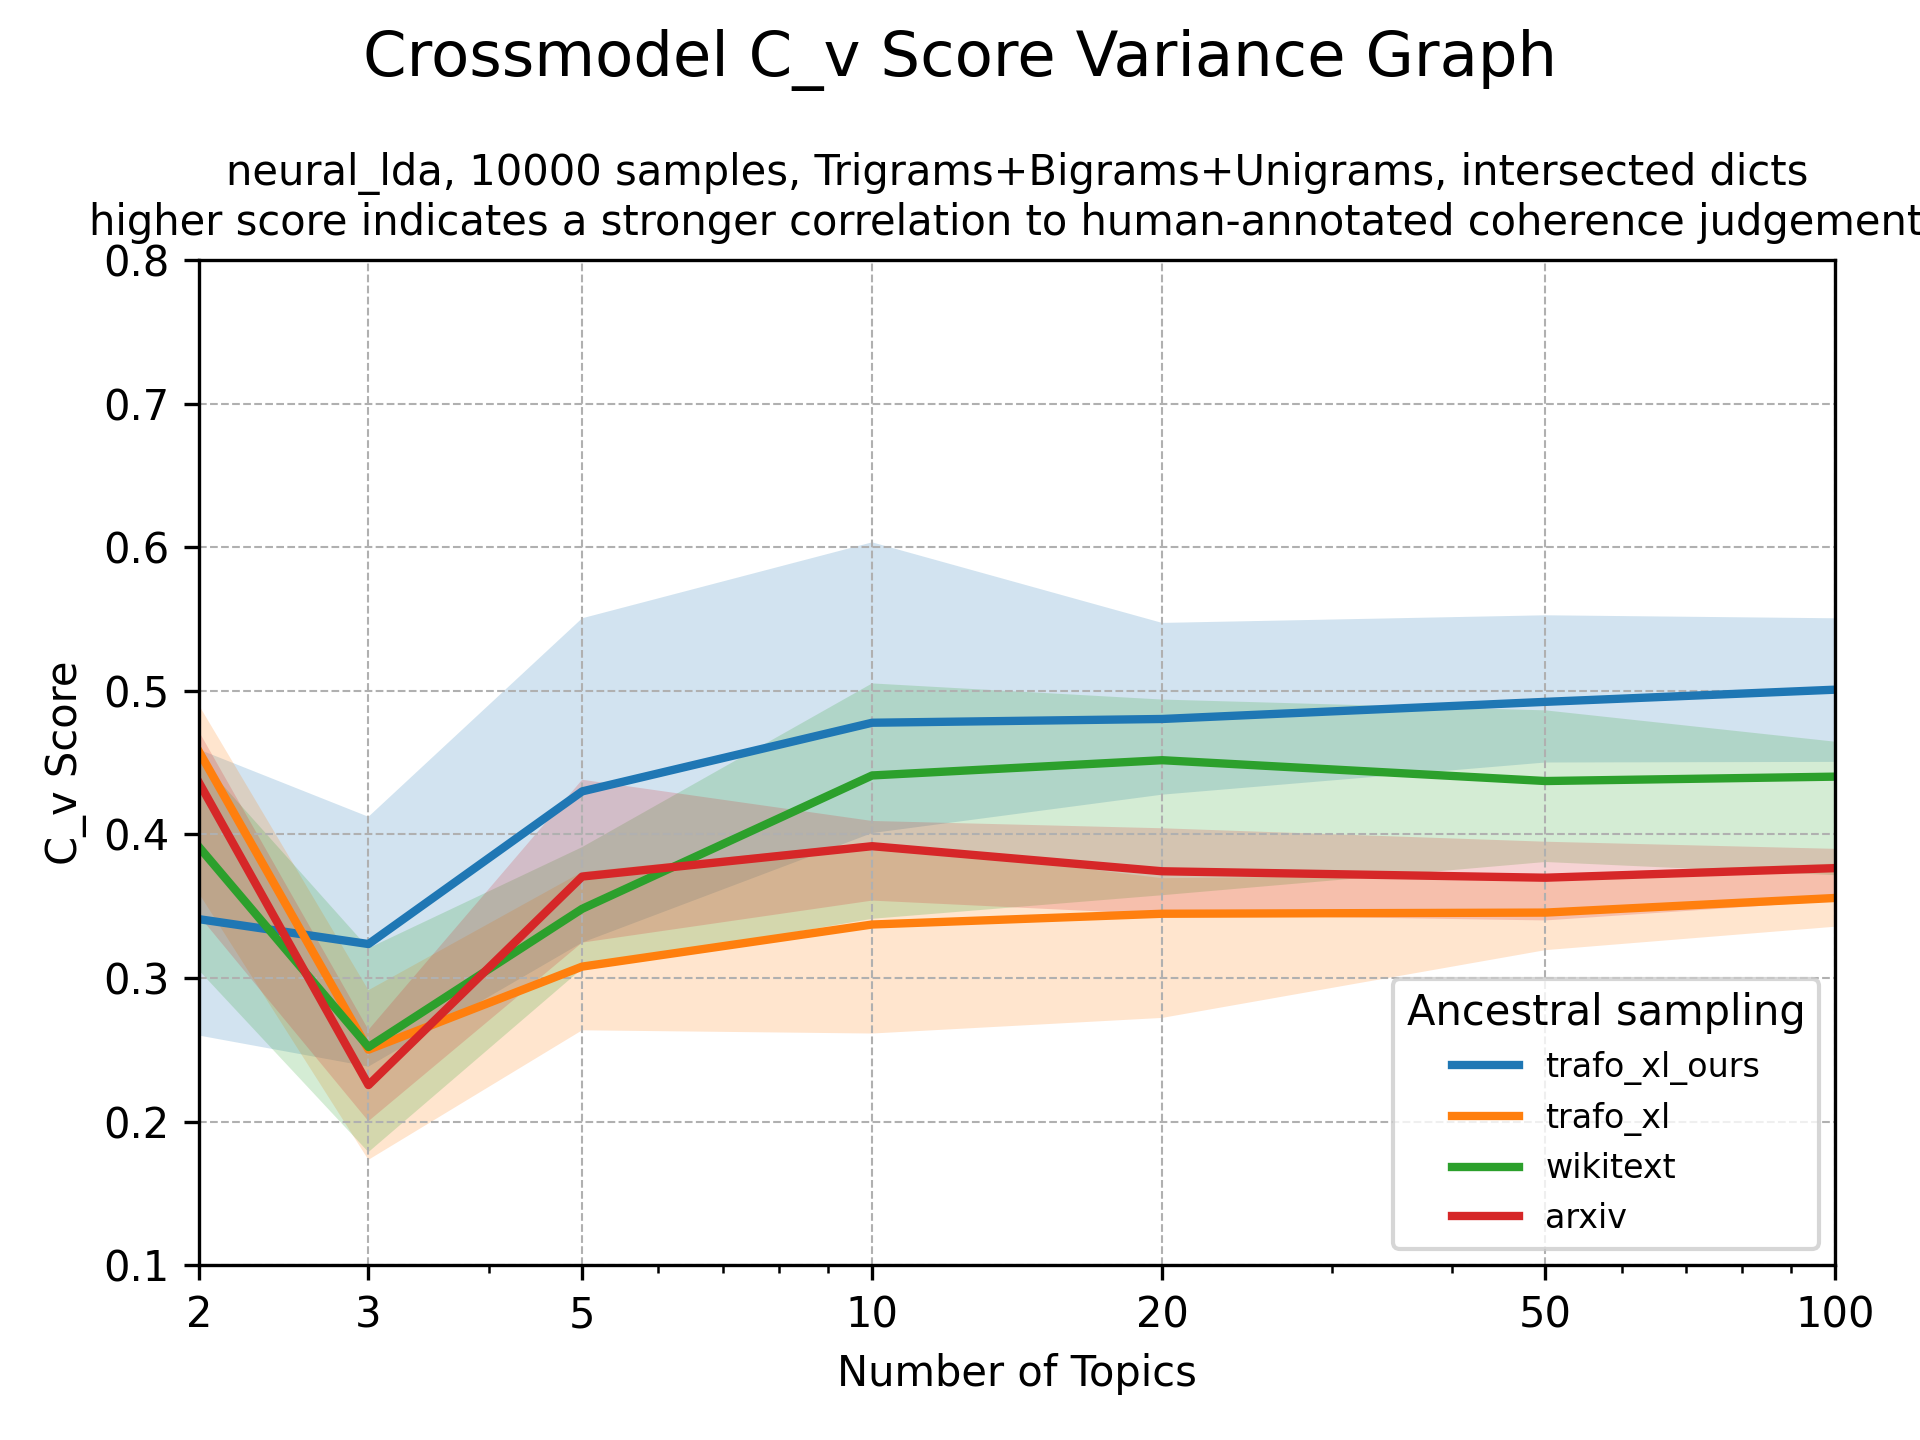 Crossmodel C_v Score Variance Graph
neural_lda, 10000 samples, Trigrams+Bigrams+Unigrams, intersected dicts
higher score indicates a stronger correlation to human-annotated coherence judgement
0.8
0.7
0.6
0.5
0.4
0.3
0.2
0.1
C_v Score
2 3 5 10 20 50 100
Number of Topics
Ancestral sampling
trafo_xl_ours
trafo_xl
wikitext
arxiv